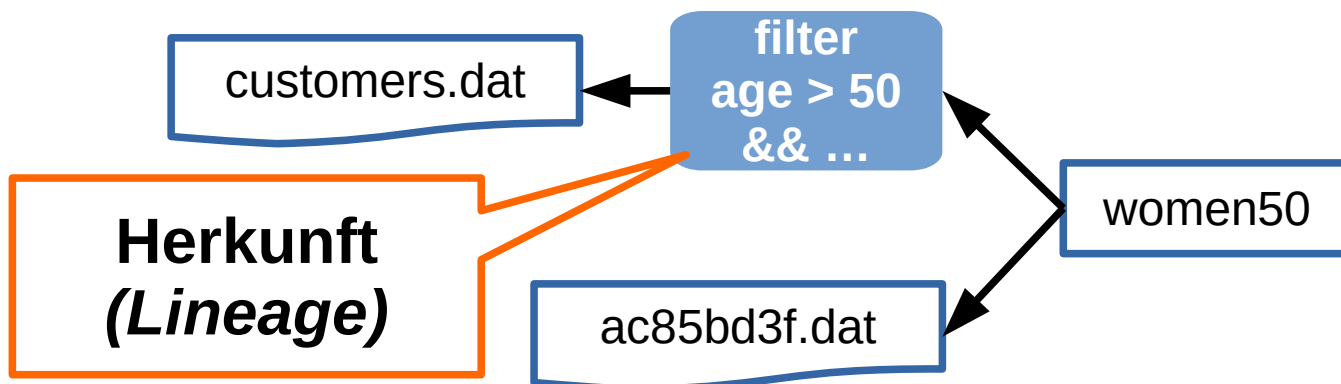 filter
age > 50
&& …
customers.dat
women50
Herkunft
(Lineage)
ac85bd3f.dat